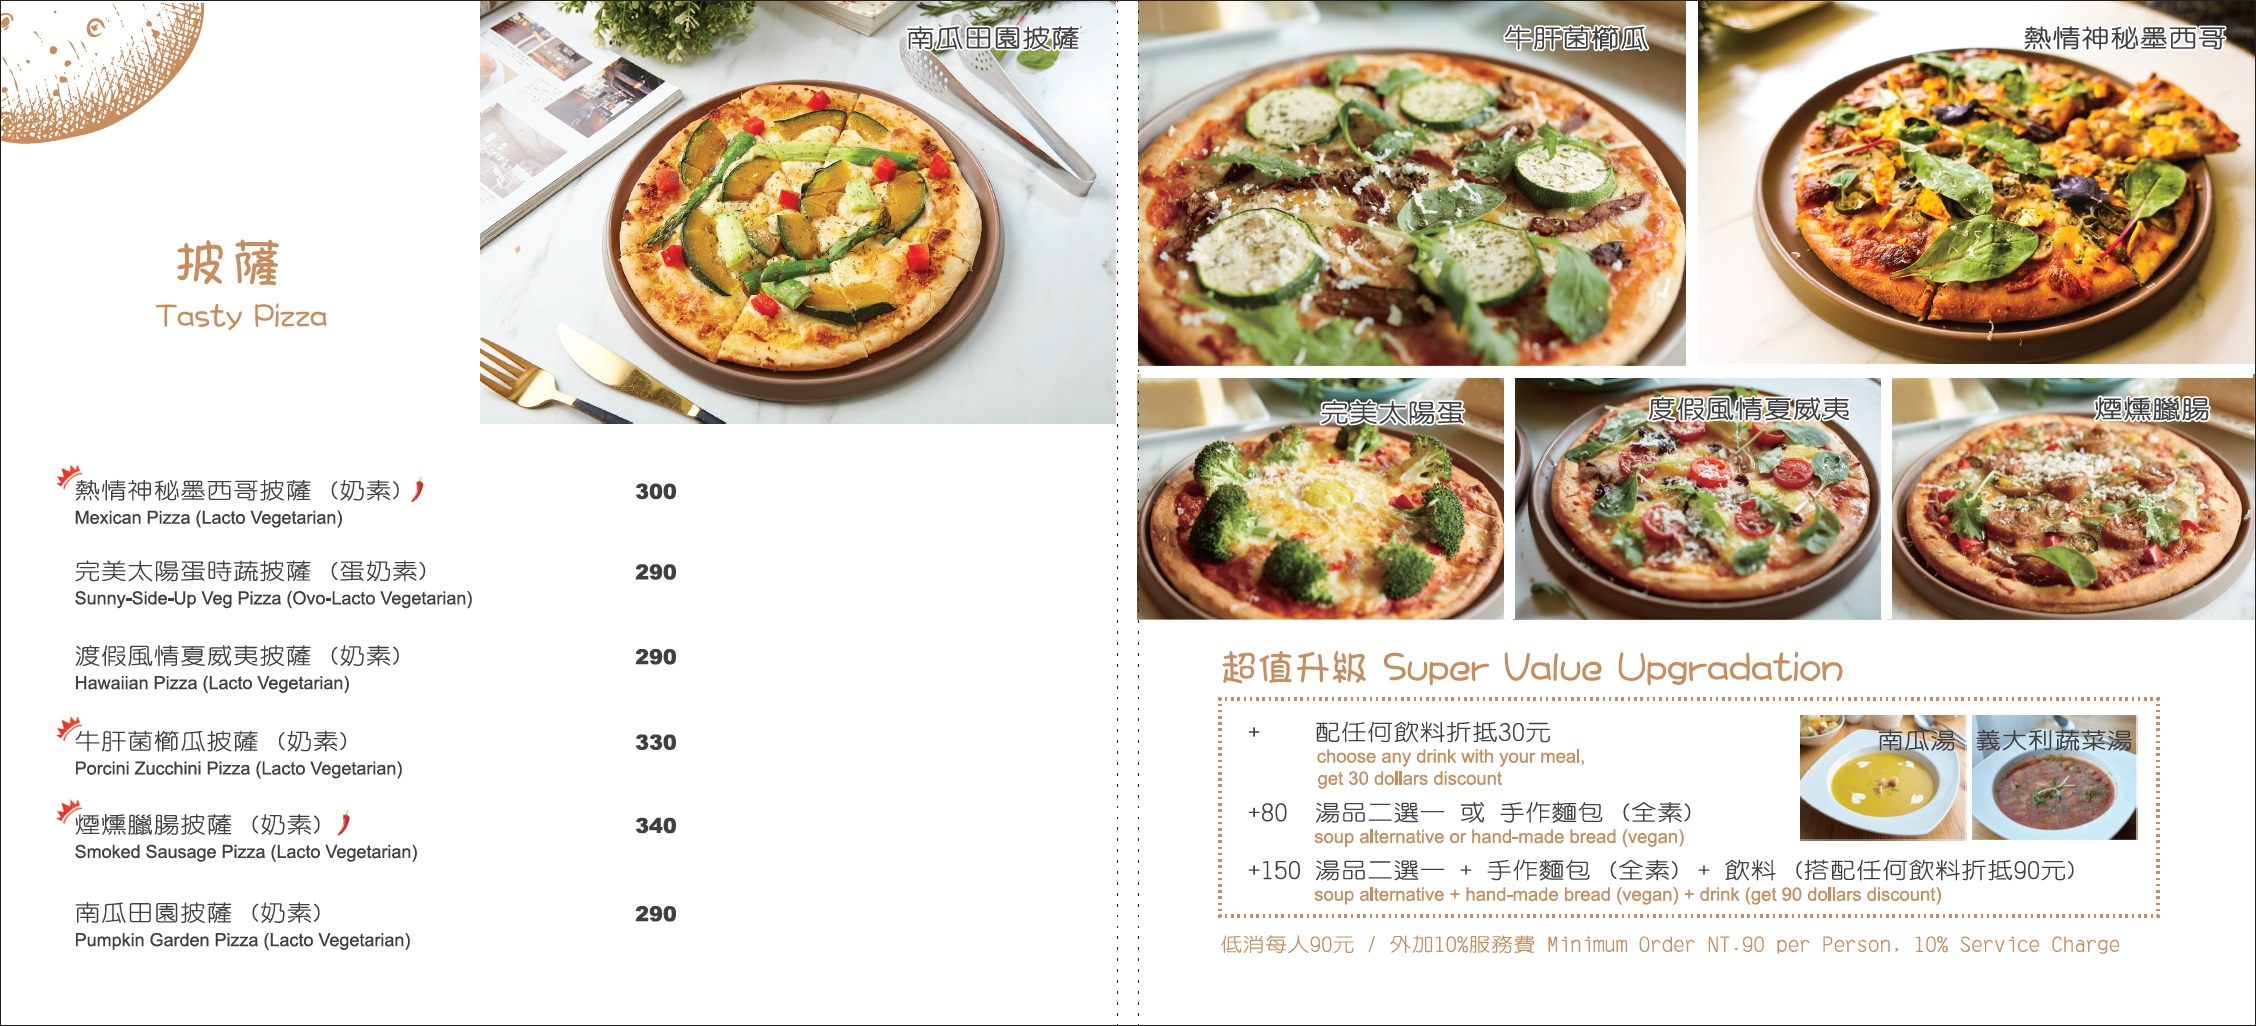 披薩
Tasty Pizza
南瓜田園披薩
熱情神秘墨西哥披薩 (奶素)
300
Mexican Pizza (Lacto Vegetarian)
完美太陽蛋時蔬披薩 (蛋奶素)
290
Sunny-Side-Up Veg Pizza (Ovo-Lacto Vegetarian)
渡假風情夏威夷披薩 (奶素)
290
Hawaiian Pizza (Lacto Vegetarian)
牛肝菌櫛瓜披薩 (奶素)
330
Porcini Zucchini Pizza (Lacto Vegetarian)
煙燻臘腸披薩 (奶素)
340
Smoked Sausage Pizza (Lacto Vegetarian)
南瓜田園披薩 (奶素)
290
Pumpkin Garden Pizza (Lacto Vegetarian)
牛肝菌櫛瓜
熱情神秘墨西哥
完美太陽蛋
度假風情夏威夷
煙燻臘腸
超值升級 Super Value Upgradation
+ 配任何飲料折抵30元
choose any drink with your meal,
get 30 dollars discount
南瓜湯
義大利蔬菜湯
+80 湯品二選一 或 手作麵包 (全素)
soup alternative or hand-made bread (vegan)
+150 湯品二選一 + 手作麵包 (全素) + 飲料 (搭配任何飲料折抵90元)
soup alternative + hand-made bread (vegan) + drink (get 90 dollars discount)
低消每人90元 / 外加10%服務費 Minimum Order NT.90 per Person, 10% Service Charge